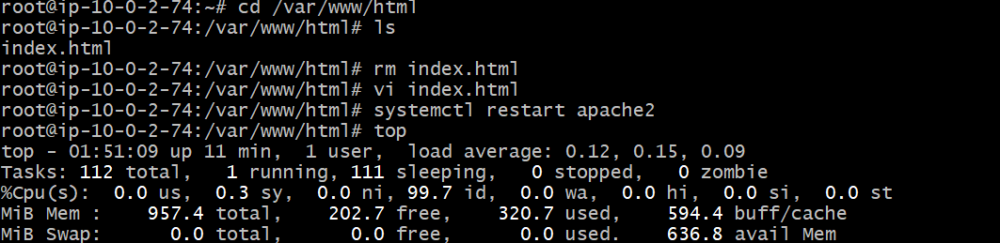 root@ip-10-0-2-74:~# cd /var/www/html
root@ip-10-0-2-74:/var/www/html# ls
index.html
root@ip-10-0-2-74:/var/www/html# rm index.html
root@ip-10-0-2-74:/var/www/html# vi index.html
root@ip-10-0-2-74:/var/www/html# systemctl restart apache2
root@ip-10-0-2-74:/var/www/html# top
top - 01:51:09 up 11 min,  1 user,  load average: 0.12, 0.15, 0.09
Tasks: 112 total,   1 running, 111 sleeping,   0 stopped,   0 zombie
%Cpu(s):  0.0 us,  0.3 sy,  0.0 ni, 99.7 id,  0.0 wa,  0.0 hi,  0.0 si,  0.0 st
MiB Mem :    957.4 total,    202.7 free,    320.7 used,    594.4 buff/cache
MiB Swap:      0.0 total,      0.0 free,      0.0 used.    636.8 avail Mem